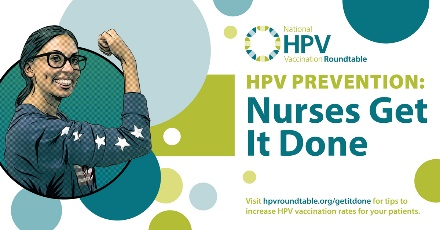 National
HPV
Vaccination Roundtable
HPV PREVENTION:
Nurses Get
It Done
Visit hpvroundtable.org/getitdone for tips to
increase HPV vaccination rates for your patients.